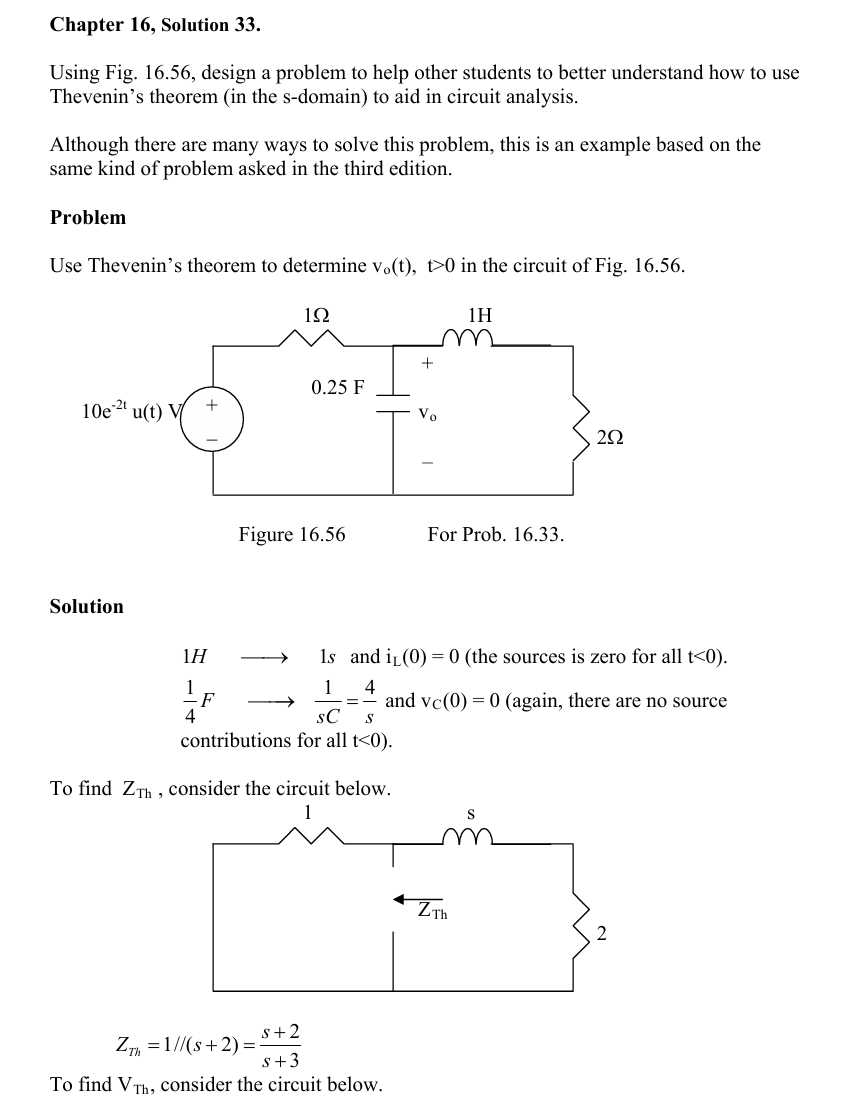 Chapter 16, Solution 33.
Using Fig. 16.56, design a problem to help other students to better understand how to use
Thevenin's theorem (in the s-domain) to aid in circuit analysis.
Although there are many ways to solve this problem, this is an example based on the
same kind of problem asked in the third edition.
Problem
Use Thevenin's theorem to determine vₒ(t), t>0 in the circuit of Fig. 16.56.
1Ω 1H
+
0.25 F
10e⁻²ᵗ u(t) V + vₒ
2Ω
–
–
Figure 16.56 For Prob. 16.33.
Solution
1H ⟶ 1s and i_L(0) = 0 (the sources is zero for all t<0).
1/4 F ⟶ 1/sC = 4/s and v_C(0) = 0 (again, there are no source
contributions for all t<0).
To find Z_Th , consider the circuit below.
1 s
Z_Th
2
Z_Th = 1//(s+2) = (s+2)/(s+3)
To find V_Th, consider the circuit below.